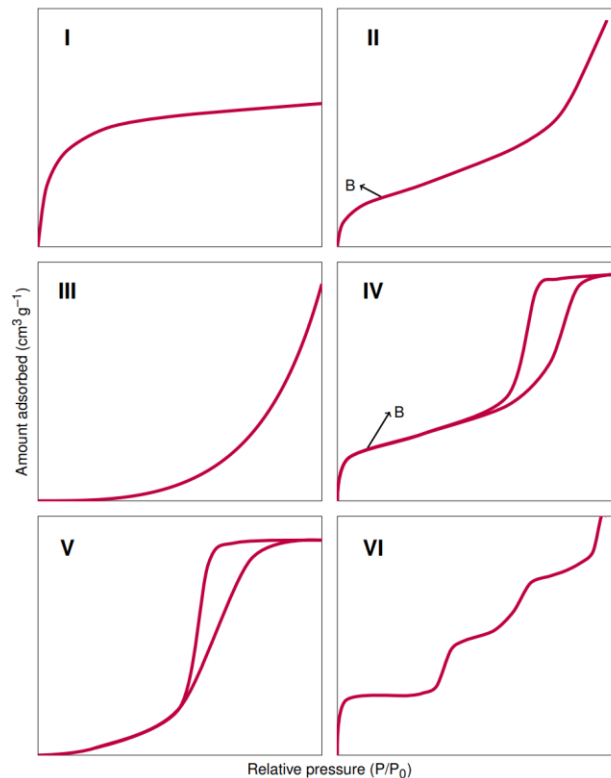 I
II
B
III
IV
B
V
VI
Amount adsorbed (cm³ g⁻¹)
Relative pressure (P/P₀)